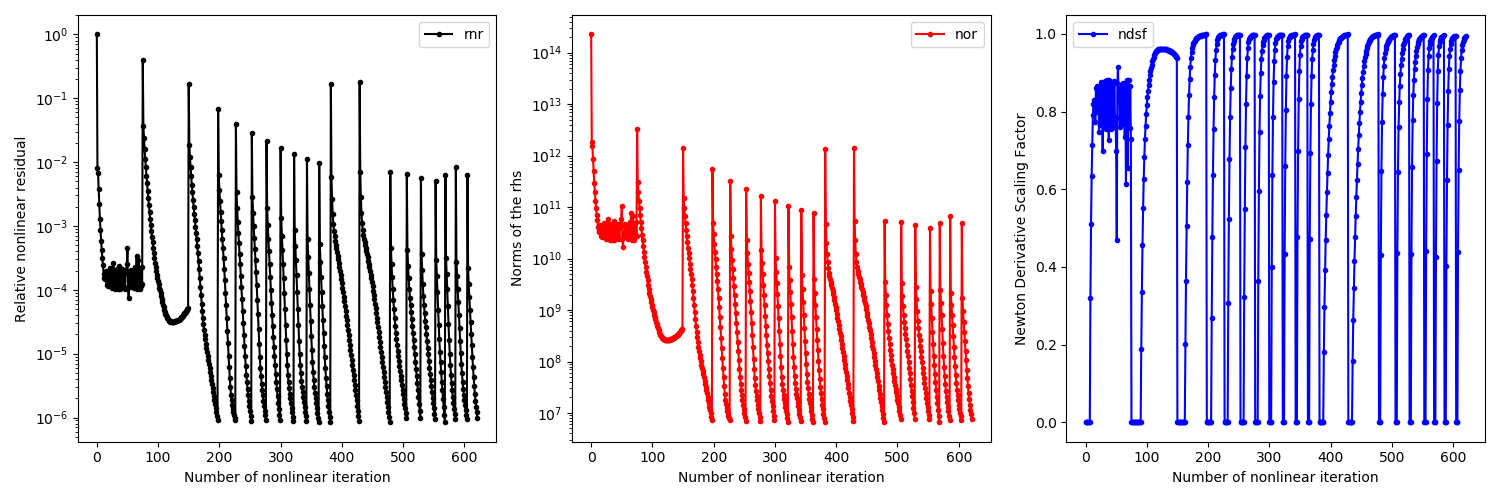 rnr
Relative nonlinear residual
10⁰
10⁻¹
10⁻²
10⁻³
10⁻⁴
10⁻⁵
10⁻⁶
0 100 200 300 400 500 600
Number of nonlinear iteration
nor
Norms of the rhs
10¹⁴
10¹³
10¹²
10¹¹
10¹⁰
10⁹
10⁸
10⁷
0 100 200 300 400 500 600
Number of nonlinear iteration
ndsf
Newton Derivative Scaling Factor
1.0
0.8
0.6
0.4
0.2
0.0
0 100 200 300 400 500 600
Number of nonlinear iteration